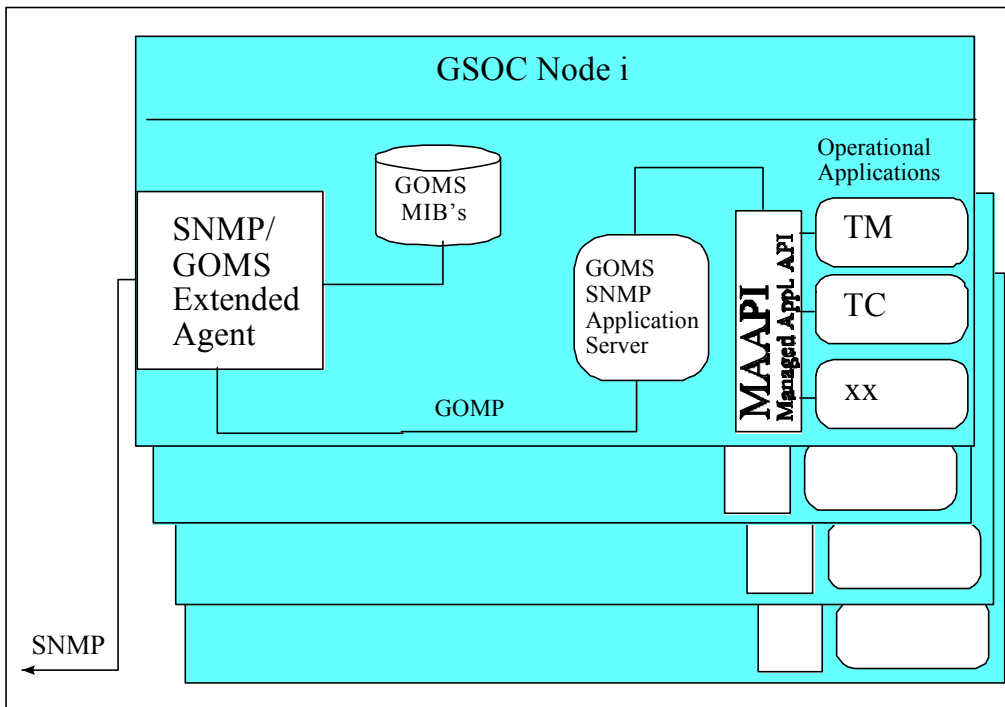 GSOC Node i
Operational
Applications
GOMS
MIB's
SNMP/
GOMS
Extended
Agent
GOMS
SNMP
Application
Server
MAAPI
Managed Appl. API
TM
TC
xx
GOMP
SNMP